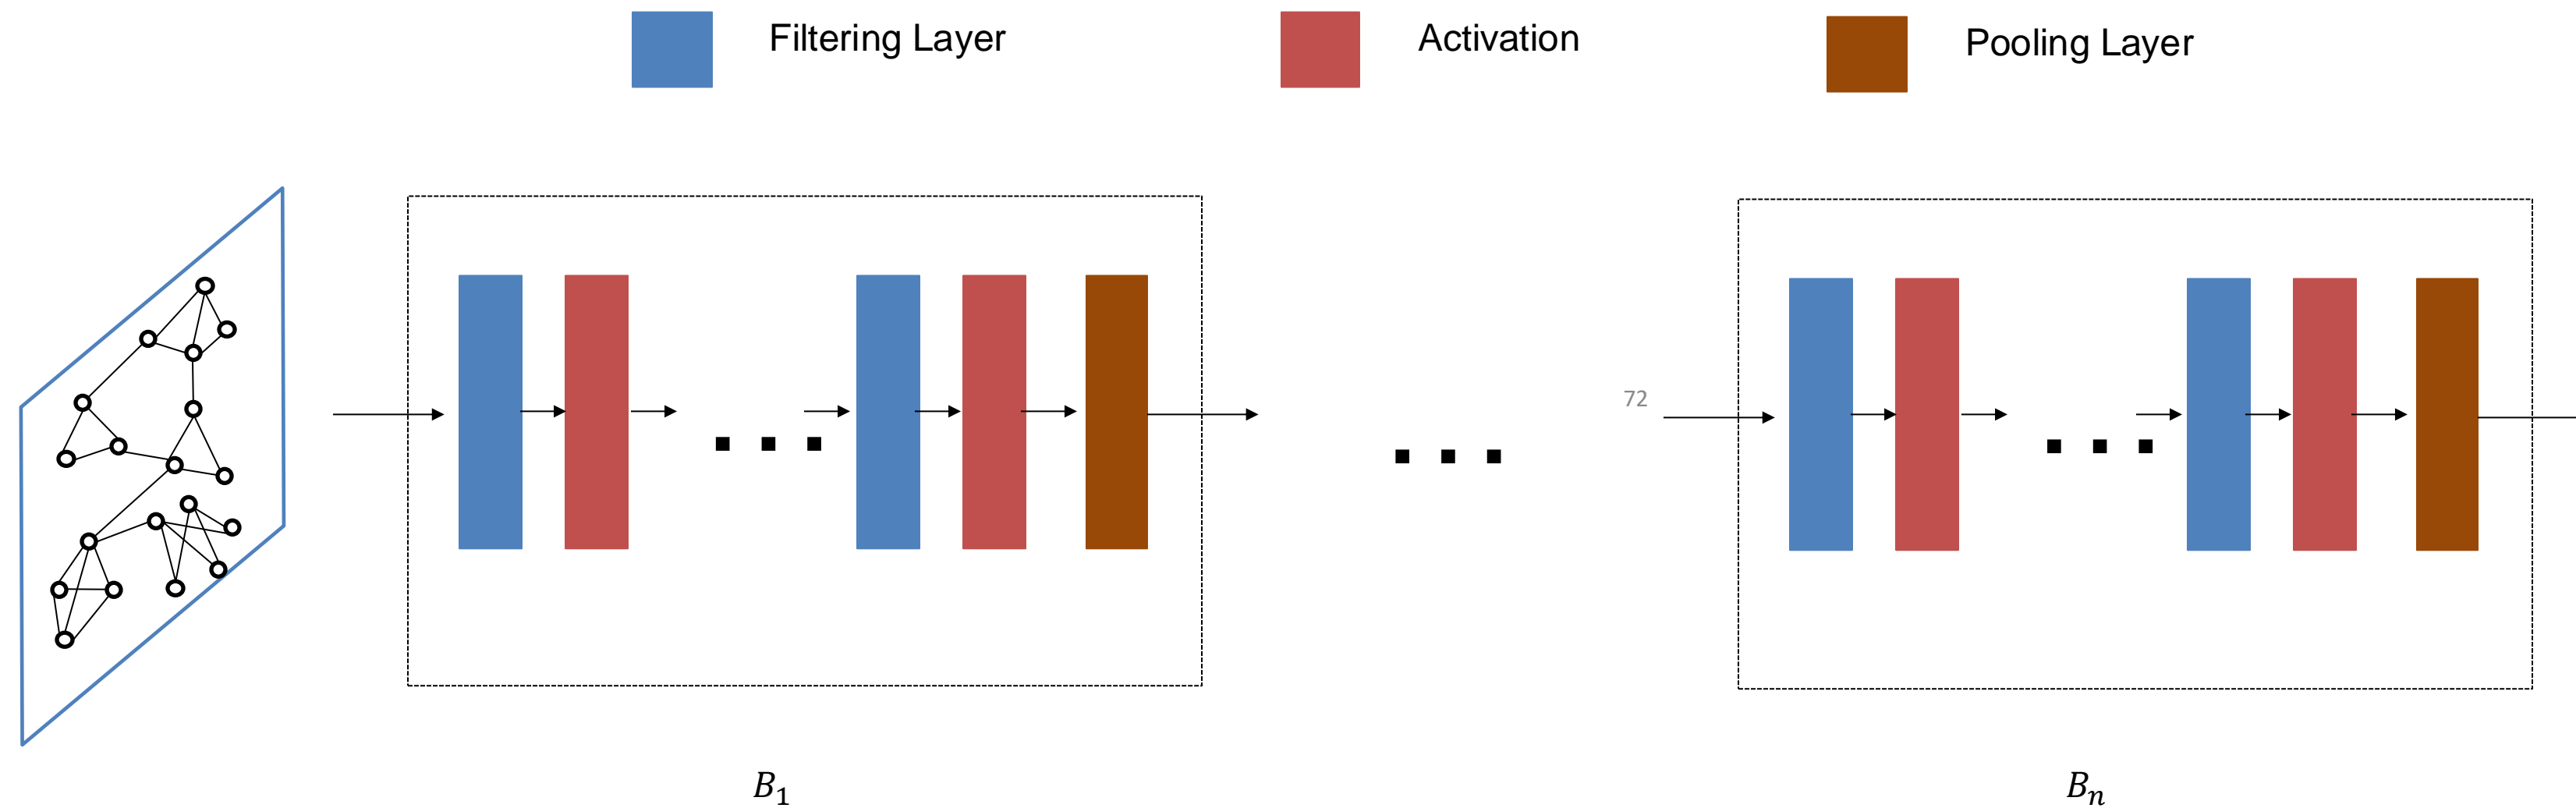 Filtering Layer
Activation
Pooling Layer
72
B₁
Bₙ